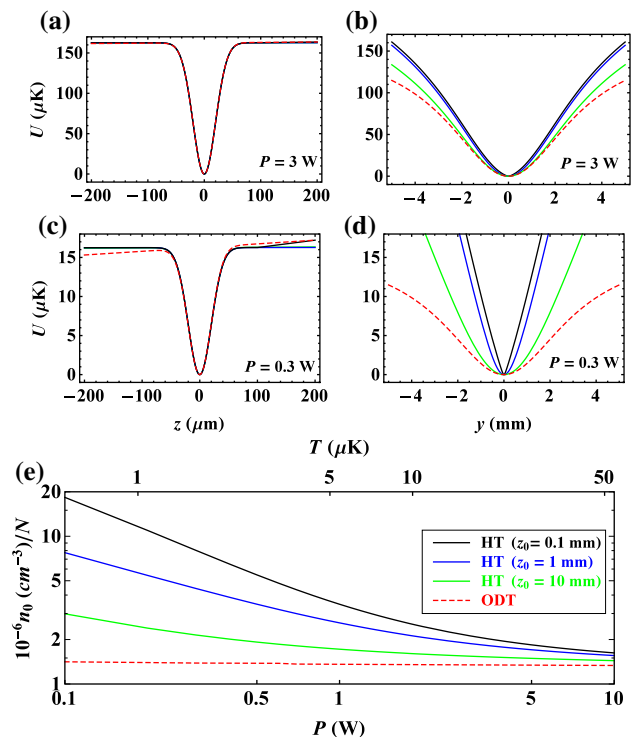 (a) (b)
150
100
50
0
U (μK)
P = 3 W
−200 −100 0 100 200
150
100
50
0
P = 3 W
−4 −2 0 2 4
(c) (d)
15
10
5
0
U (μK)
P = 0.3 W
−200 −100 0 100 200
z (μm)
15
10
5
0
P = 0.3 W
−4 −2 0 2 4
y (mm)
T (μK)
(e)
1 5 10 50
20
10
5
2
1
10⁻⁶n₀ (cm⁻³)/N
HT (z₀= 0.1 mm)
HT (z₀ = 1 mm)
HT (z₀ = 10 mm)
ODT
0.1 0.5 1 5 10
P (W)